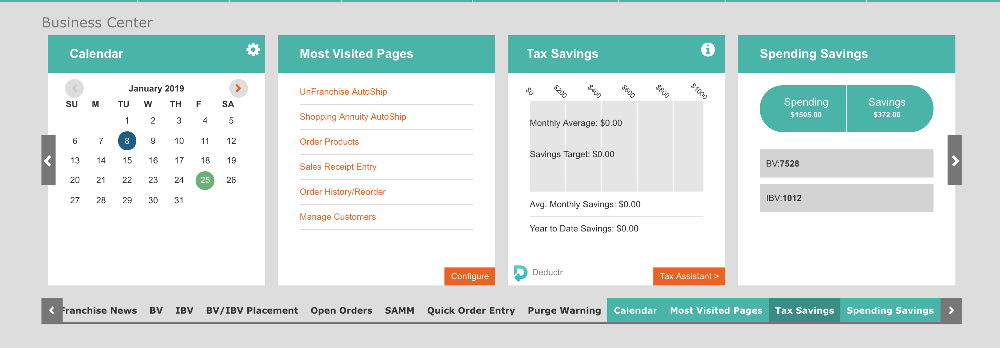 Business Center
Calendar
January 2019
SU M TU W TH F SA
1 2 3 4 5
6 7 8 9 10 11 12
13 14 15 16 17 18 19
20 21 22 23 24 25 26
27 28 29 30 31
Most Visited Pages
UnFranchise AutoShip
Shopping Annuity AutoShip
Order Products
Sales Receipt Entry
Order History/Reorder
Manage Customers
Configure
Tax Savings
$0 $200 $400 $600 $800 $1000
Monthly Average: $0.00
Savings Target: $0.00
Avg. Monthly Savings: $0.00
Year to Date Savings: $0.00
Deductr
Tax Assistant >
Spending Savings
Spending
$1505.00
Savings
$372.00
BV:7528
IBV:1012
Franchise News BV IBV BV/IBV Placement Open Orders SAMM Quick Order Entry Purge Warning Calendar Most Visited Pages Tax Savings Spending Savings